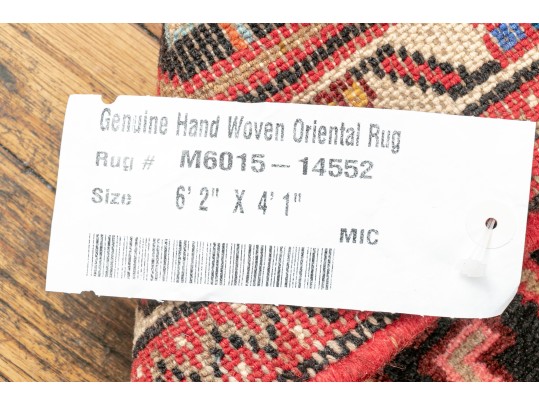 Genuine Hand Woven Oriental Rug
Rug # M6015-14552
Size 6' 2" X 4' 1"
MIC